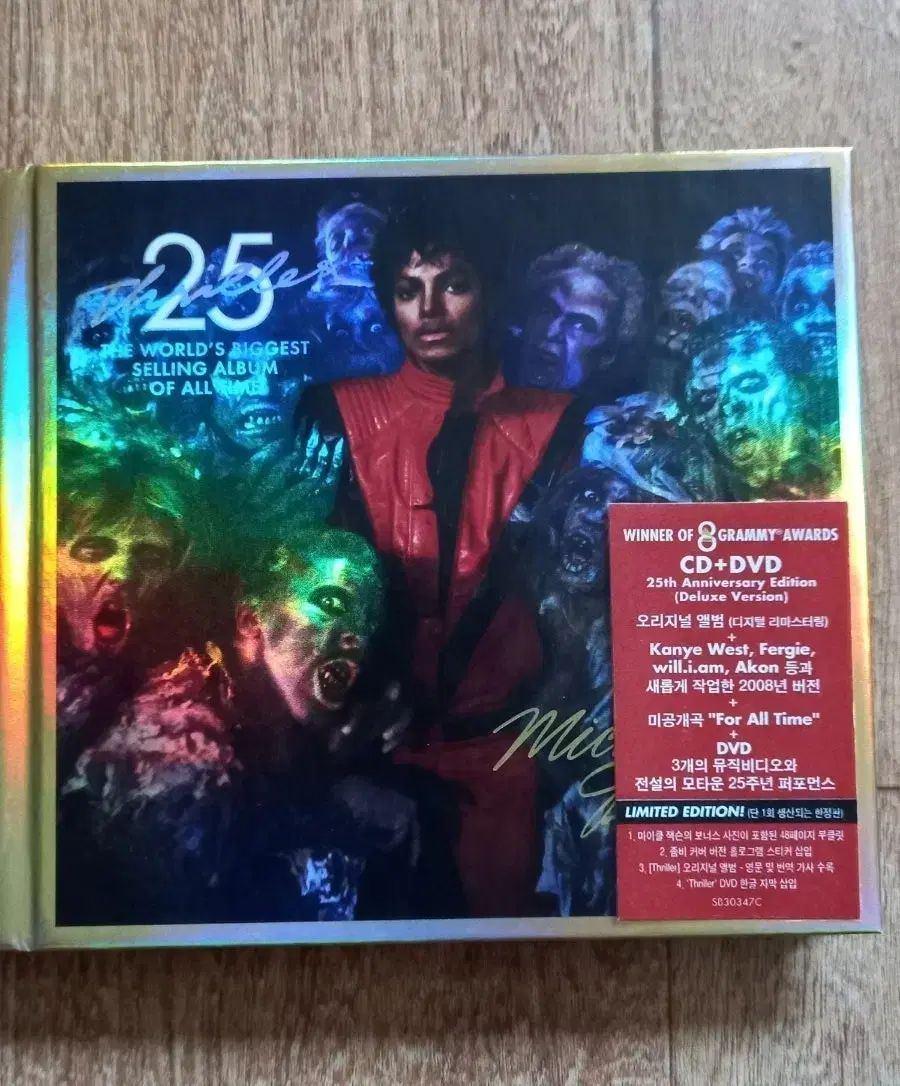 25
Thriller
THE WORLD'S BIGGEST
SELLING ALBUM
OF ALL TIME
WINNER OF 8 GRAMMY® AWARDS
CD+DVD
25th Anniversary Edition
(Deluxe Version)
오리지널 앨범 (디지털 리마스터링)
+
Kanye West, Fergie,
will.i.am, Akon 등과
새롭게 작업한 2008년 버전
+
미공개곡 "For All Time"
+
DVD
3개의 뮤직비디오와
전설의 모타운 25주년 퍼포먼스
LIMITED EDITION! (단 1회 생산되는 한정판)
1. 마이클 잭슨의 보너스 사진이 포함된 48페이지 부클릿
2. 좀비 커버 버전 홀로그램 스티커 삽입
3. [Thriller] 오리지널 앨범 - 영문 및 번역 가사 수록
4. 'Thriller' DVD 한글 자막 삽입
SB30347C